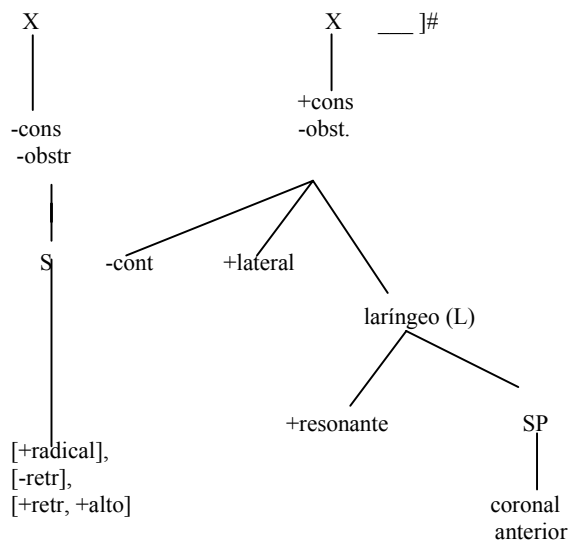 X X ___ ]#
+cons
-obst.
-cons
-obstr
S -cont +lateral
laríngeo (L)
+resonante SP
[+radical],
[-retr],
[+retr, +alto]
coronal
anterior